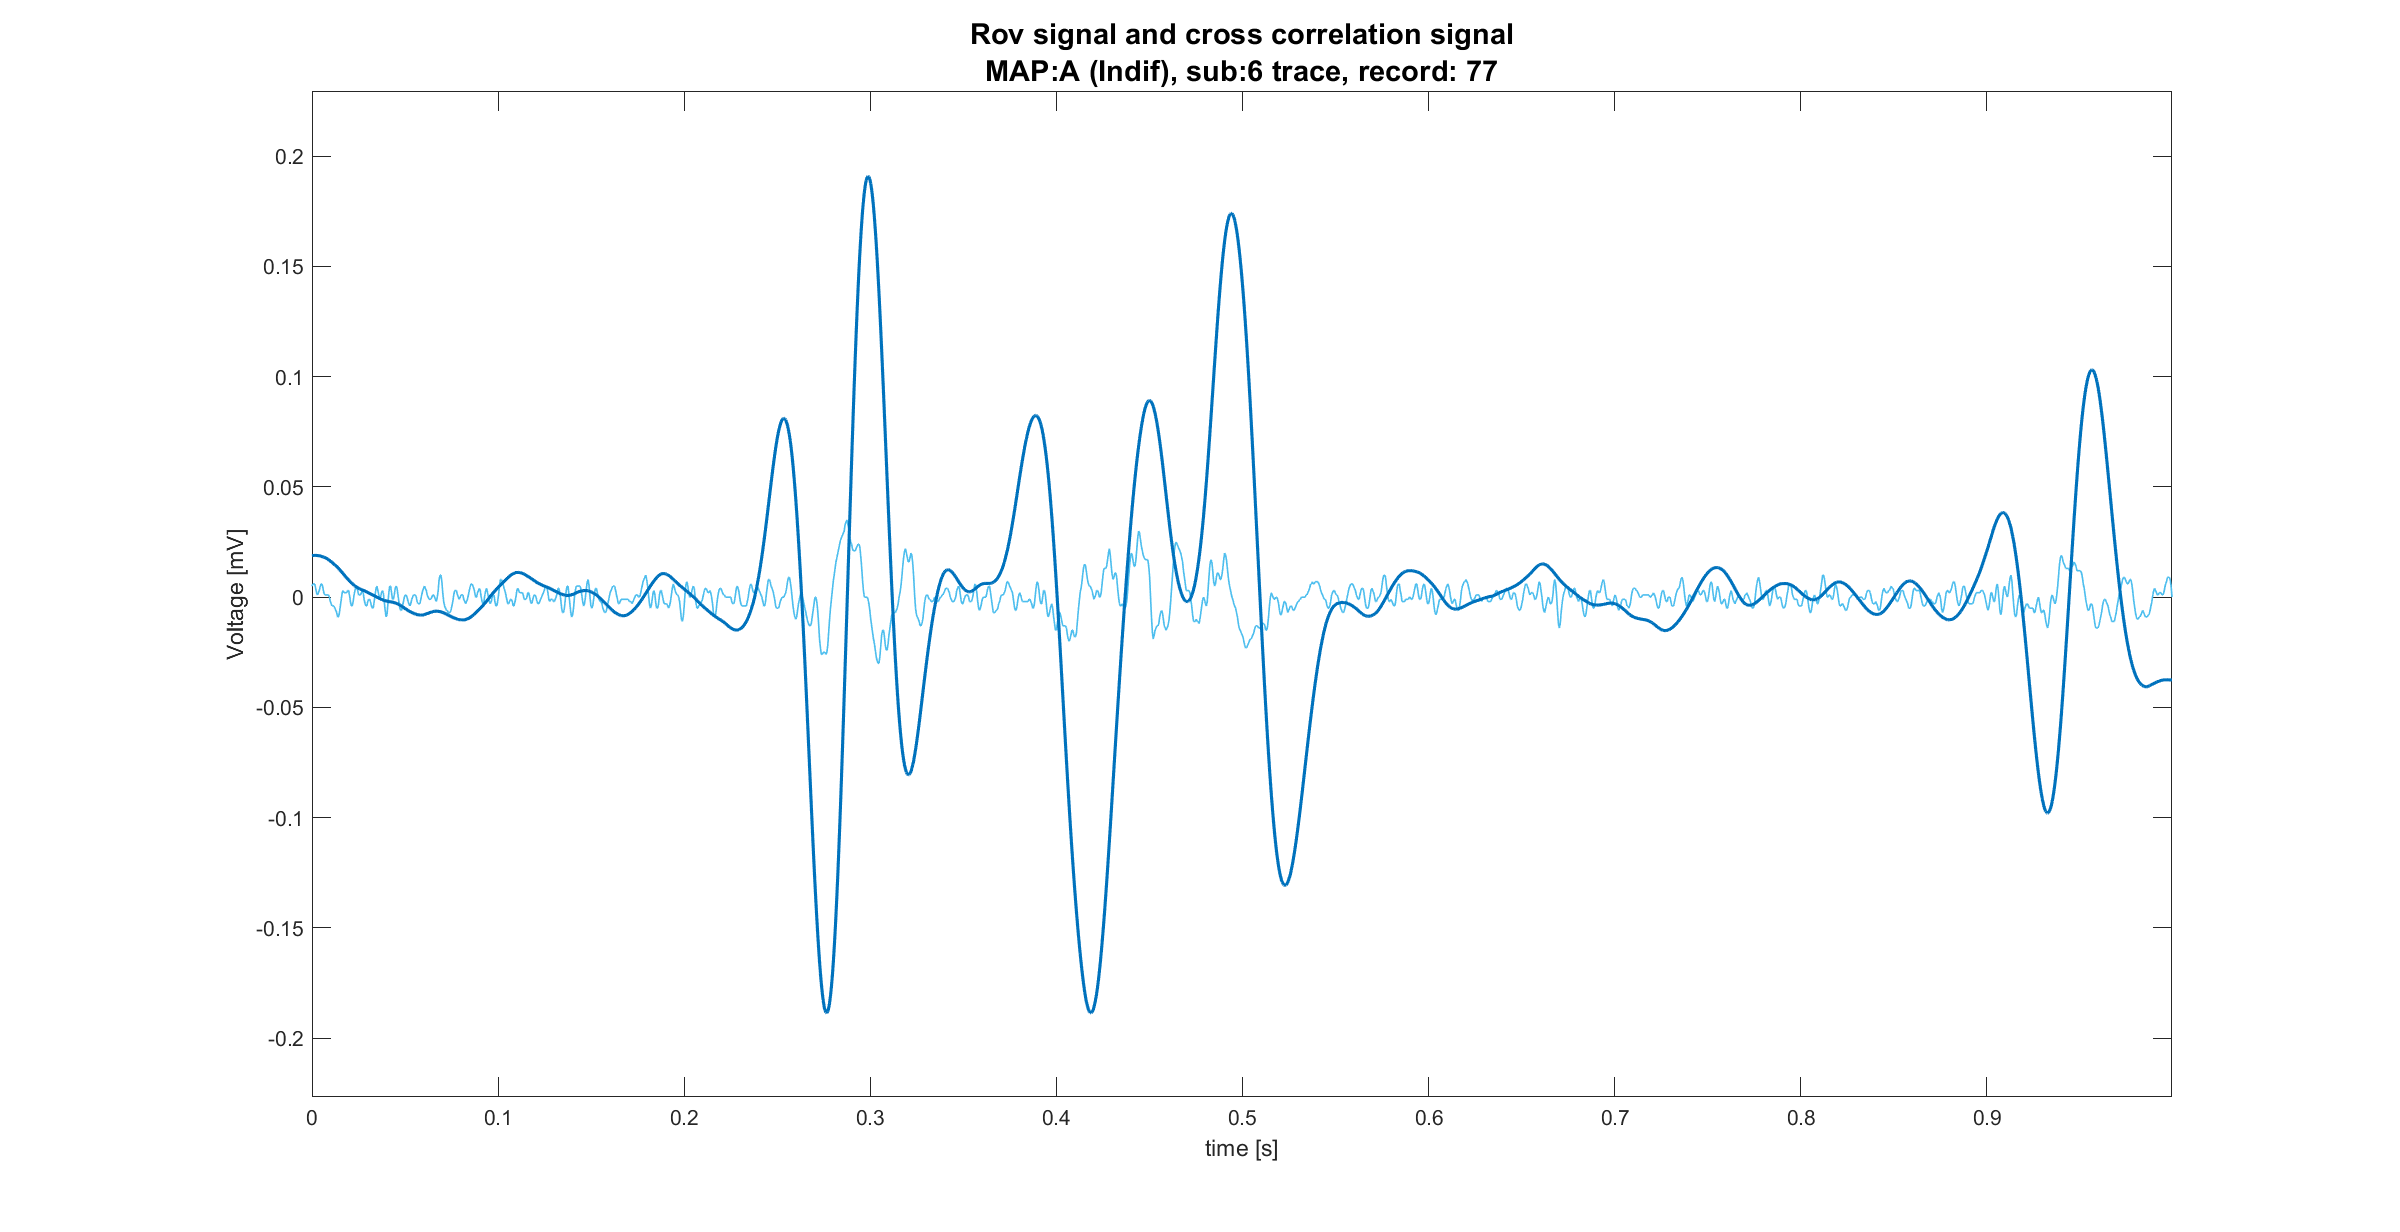 Rov signal and cross correlation signal
MAP:A (Indif), sub:6 trace, record: 77
0.2
0.15
0.1
0.05
0
-0.05
-0.1
-0.15
-0.2
Voltage [mV]
0 0.1 0.2 0.3 0.4 0.5 0.6 0.7 0.8 0.9
time [s]